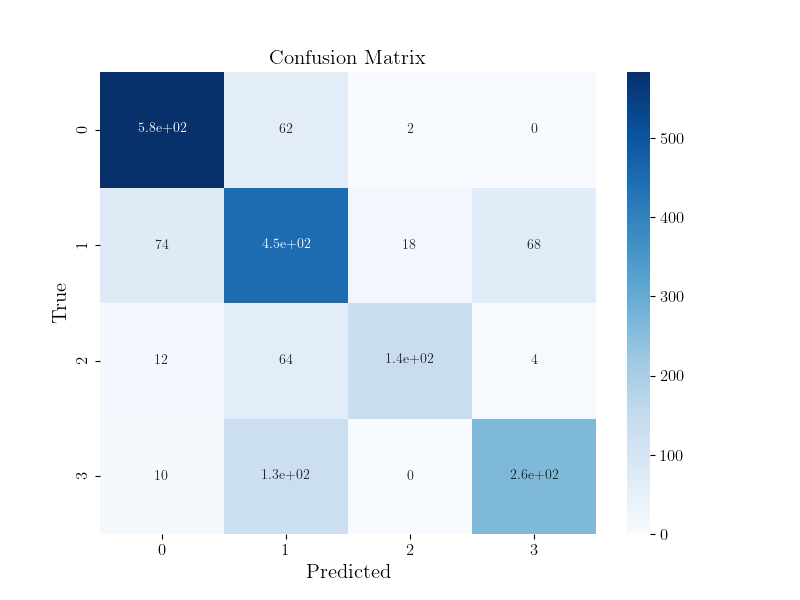 Confusion Matrix
True
0
5.8e+02 62 2 0
1
74 4.5e+02 18 68
2
12 64 1.4e+02 4
3
10 1.3e+02 0 2.6e+02
0 1 2 3
Predicted
500
400
300
200
100
0